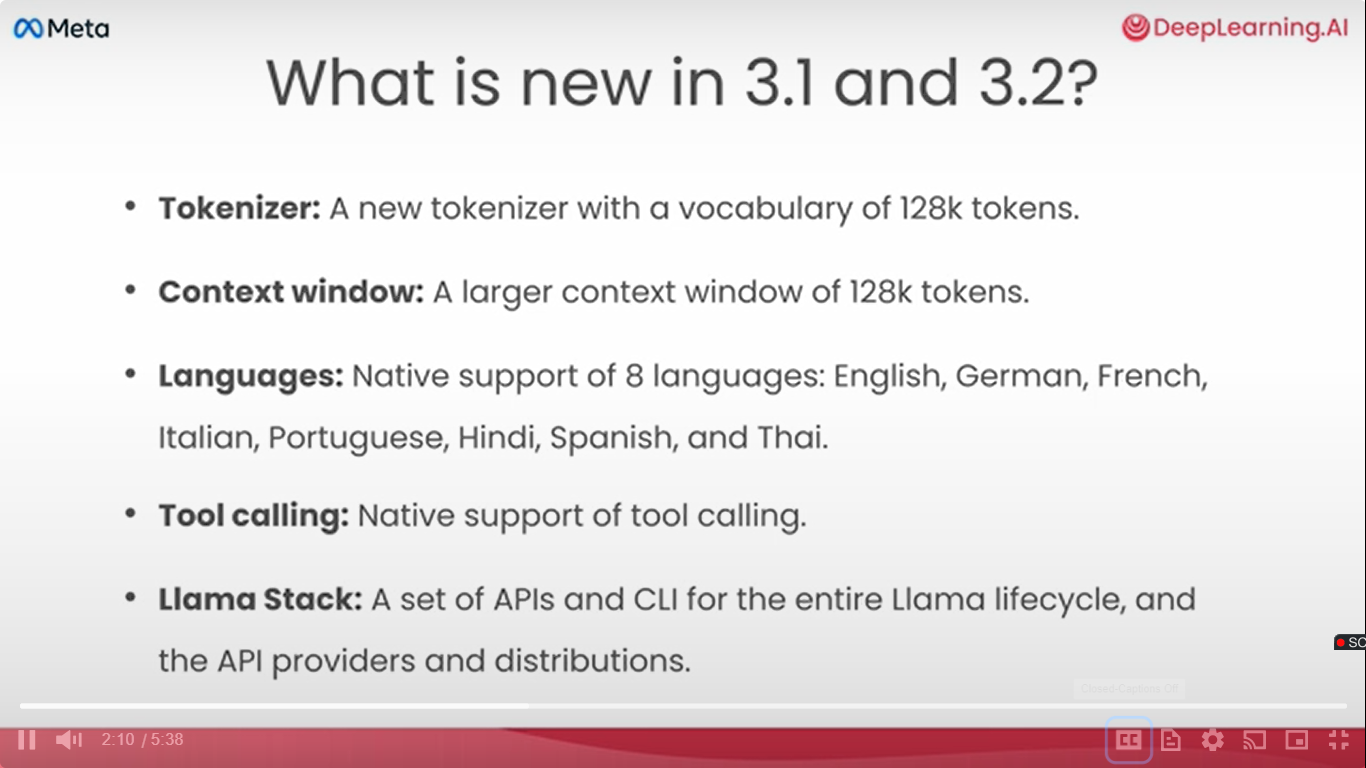 Meta
DeepLearning.AI
What is new in 3.1 and 3.2?
• Tokenizer: A new tokenizer with a vocabulary of 128k tokens.
• Context window: A larger context window of 128k tokens.
• Languages: Native support of 8 languages: English, German, French,
Italian, Portuguese, Hindi, Spanish, and Thai.
• Tool calling: Native support of tool calling.
• Llama Stack: A set of APIs and CLI for the entire Llama lifecycle, and
the API providers and distributions.
SC
Closed-Captions Off
2:10 / 5:38
CC